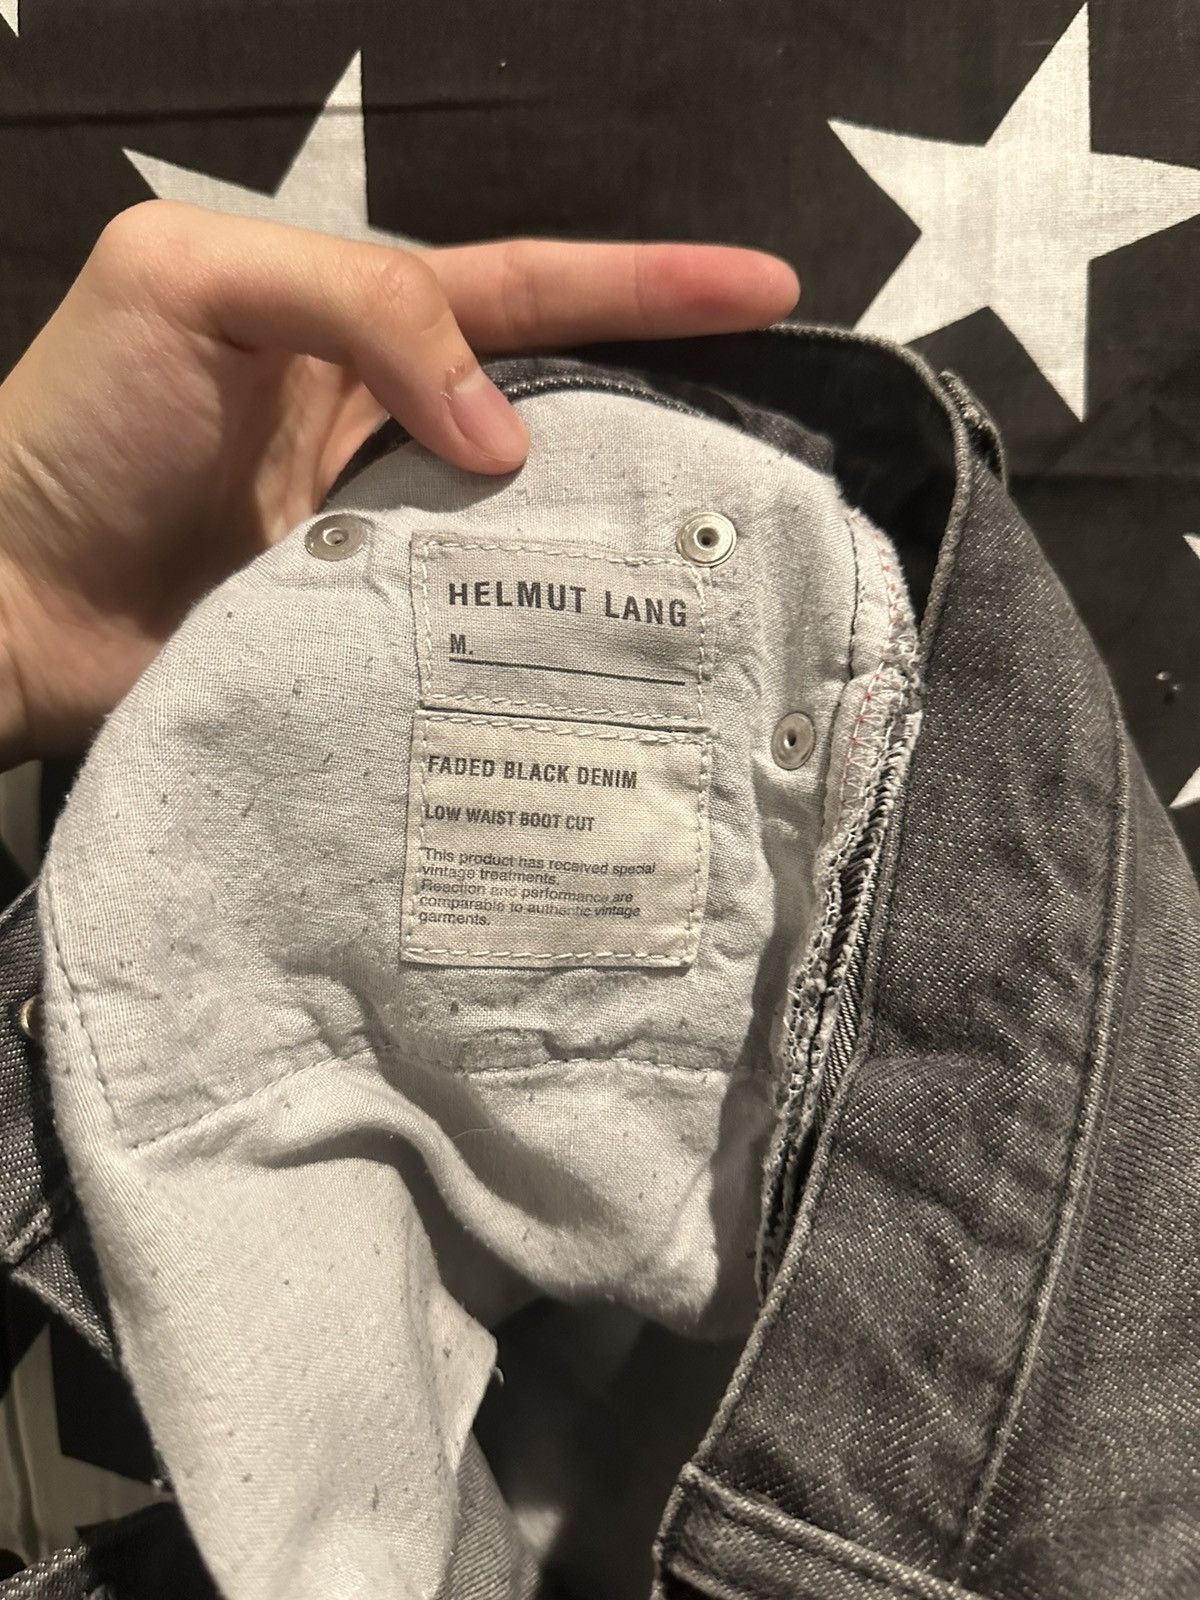 HELMUT LANG
M.
FADED BLACK DENIM
LOW WAIST BOOT CUT
"This product has received special
vintage treatments.
Reaction and performance are
comparable to authentic vintage
garments.